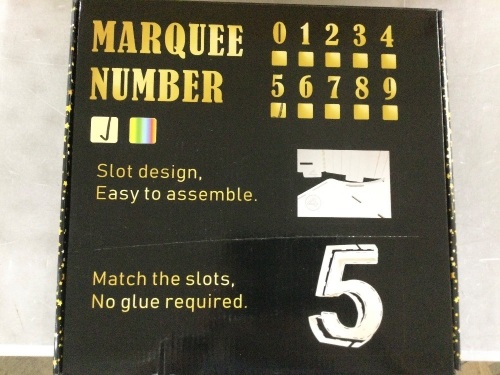 MARQUEE
NUMBER
0 1 2 3 4
5 6 7 8 9
Slot design,
Easy to assemble.
Match the slots,
No glue required.
5